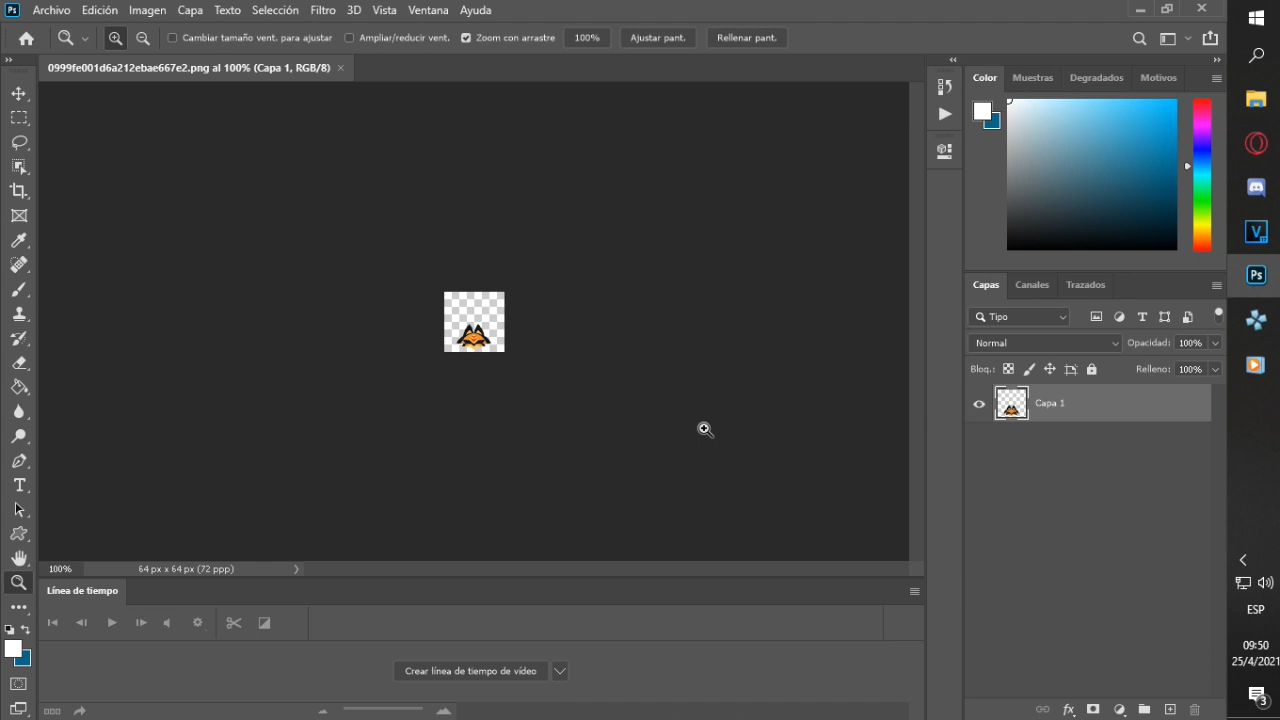 Ps Archivo Edición Imagen Capa Texto Selección Filtro 3D Vista Ventana Ayuda
Cambiar tamaño vent. para ajustar Ampliar/reducir vent. Zoom con arrastre 100% Ajustar pant. Rellenar pant.
0999fe001d6a212ebae667e2.png al 100% (Capa 1, RGB/8)
Color Muestras Degradados Motivos
Capas Canales Trazados
Tipo
Normal Opacidad: 100%
Bloq.: Relleno: 100%
Capa 1
100% 64 px x 64 px (72 ppp)
Línea de tiempo
Crear línea de tiempo de vídeo
V
Ps
ESP
09:50
25/4/2021
3